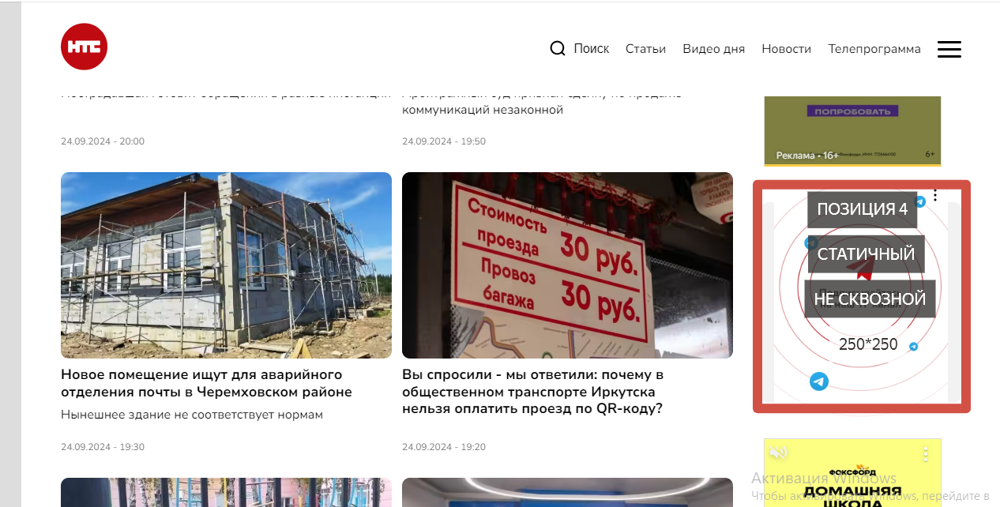 НТС
Поиск Статьи Видео дня Новости Телепрограмма
коммуникаций незаконной
24.09.2024 - 20:00
24.09.2024 - 19:50
Стоимость
проезда 30 руб.
Провоз
багажа 30 руб.
Новое помещение ищут для аварийного
отделения почты в Черемховском районе
Нынешнее здание не соответствует нормам
24.09.2024 - 19:30
Вы спросили - мы ответили: почему в
общественном транспорте Иркутска
нельзя оплатить проезд по QR-коду?
24.09.2024 - 19:20
ПОПРОБОВАТЬ
Реклама • 16+
6+
ПОЗИЦИЯ 4
СТАТИЧНЫЙ
НЕ СКВОЗНОЙ
250*250
ФОКСФОРД
ДОМАШНЯЯ
ШКОЛА
Активация Windows
Чтобы активировать Windows, перейдите в